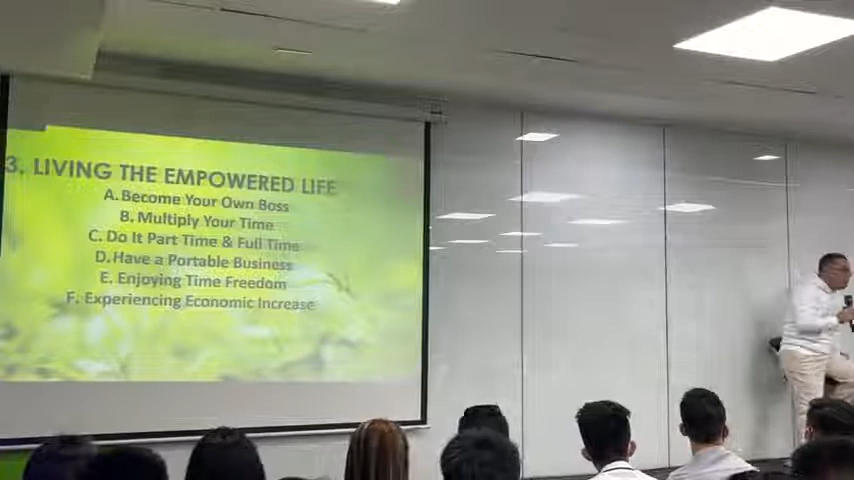 3. LIVING THE EMPOWERED LIFE
A. Become Your Own Boss
B. Multiply Your Time
C. Do It Part Time & Full Time
D. Have a Portable Business
E. Enjoying Time Freedom
F. Experiencing Economic Increase